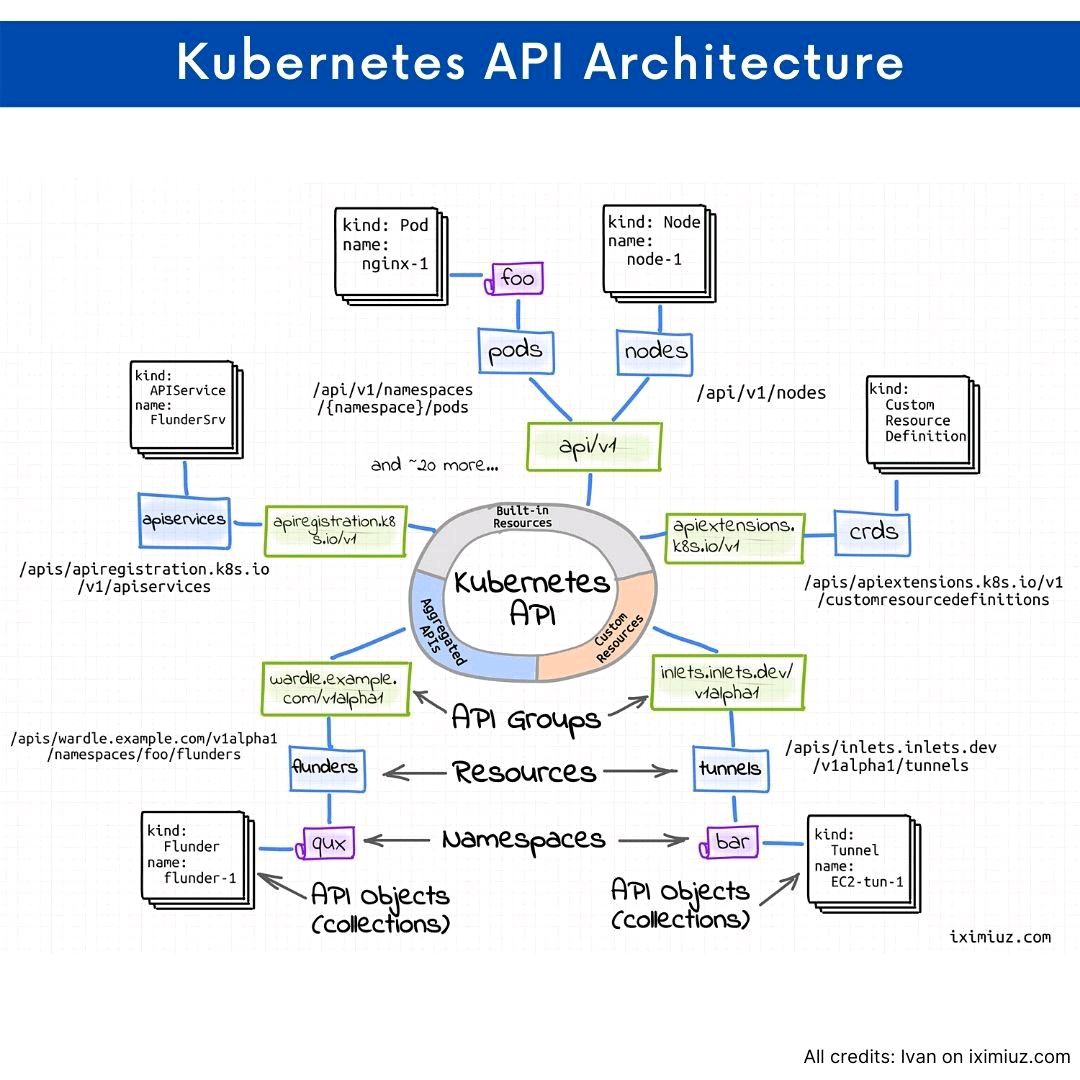 Kubernetes API Architecture
kind: Pod
name:
nginx-1
foo
pods
/api/v1/namespaces
/{namespace}/pods
kind: Node
name:
node-1
nodes
/api/v1/nodes
api/v1
and ~20 more...
kind:
APIService
name:
FlunderSrv
apiservices
apiregistration.k8
s.io/v1
/apis/apiregistration.k8s.io
/v1/apiservices
kind:
Custom
Resource
Definition
apiextensions.
k8s.io/v1
crds
/apis/apiextensions.k8s.io/v1
/customresourcedefinitions
Built-in
Resources
Kubernetes
API
Aggregated
APIs
Custom
Resources
wardle.example.
com/v1alpha1
API Groups
inlets.inlets.dev/
v1alpha1
/apis/wardle.example.com/v1alpha1
/namespaces/foo/flunders
flunders
Resources
tunnels
/apis/inlets.inlets.dev
/v1alpha1/tunnels
kind:
Flunder
name:
flunder-1
qux
Namespaces
bar
kind:
Tunnel
name:
EC2-tun-1
API Objects
(collections)
API Objects
(collections)
iximiuz.com
All credits: Ivan on iximiuz.com